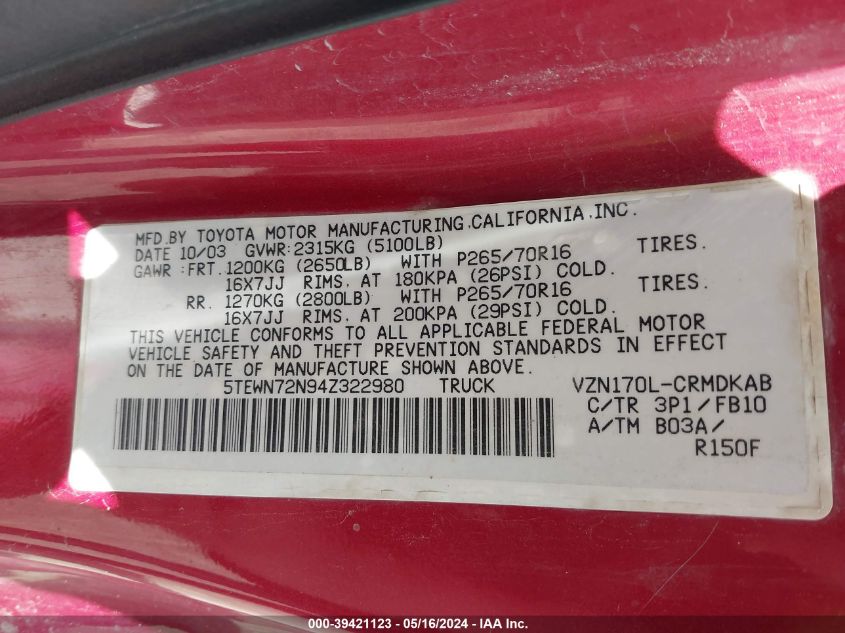 MFD.BY TOYOTA MOTOR MANUFACTURING.CALIFORNIA,INC.
DATE 10/03 GVWR:2315KG (5100LB)
GAWR :FRT.1200KG (2650LB) WITH P265/70R16 TIRES.
16X7JJ RIMS. AT 180KPA (26PSI) COLD.
RR. 1270KG (2800LB) WITH P265/70R16 TIRES.
16X7JJ RIMS. AT 200KPA (29PSI) COLD.
THIS VEHICLE CONFORMS TO ALL APPLICABLE FEDERAL MOTOR
VEHICLE SAFETY AND THEFT PREVENTION STANDARDS IN EFFECT
ON THE DATE OF MANUFACTURE SHOWN ABOVE.
5TEWN72N94Z322980 TRUCK VZN170L-CRMDKAB
C/TR 3P1/FB10
A/TM B03A/
R150F
000-39421123 - 05/16/2024 - IAA Inc.